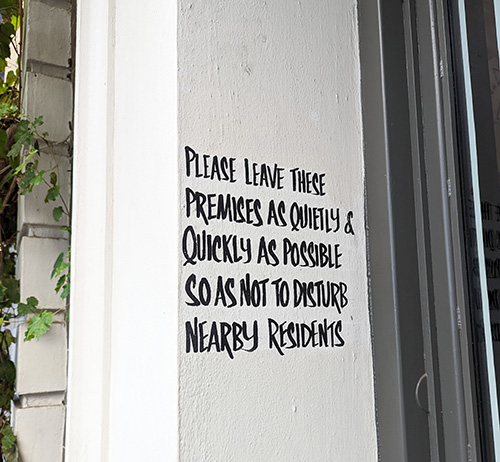 PLEASE LEAVE THESE
PREMISES AS QUIETLY &
QUICKLY AS POSSIBLE
SO AS NOT TO DISTURB
NEARBY RESIDENTS